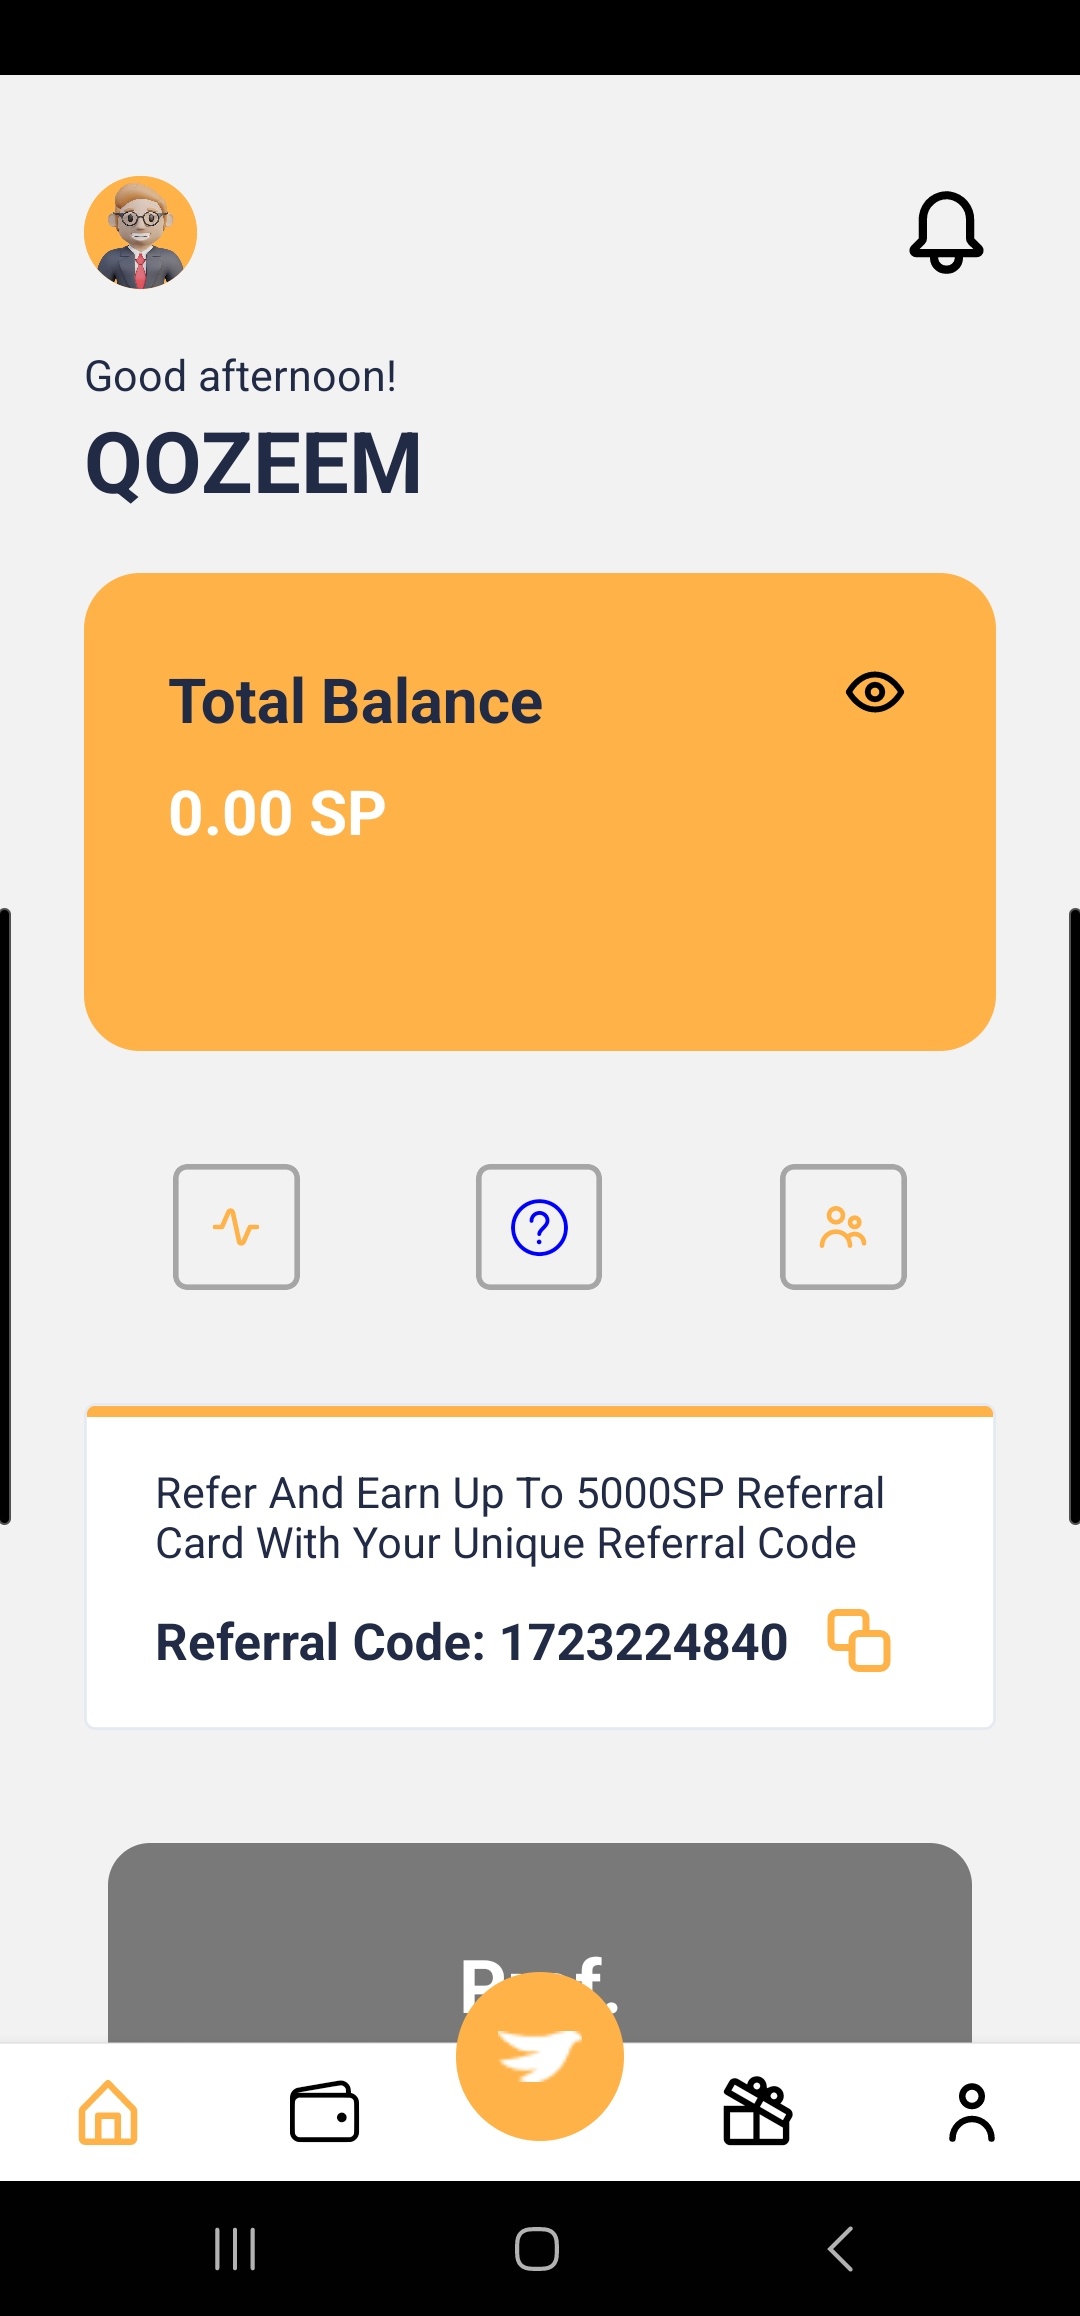 Good afternoon!
QOZEEM
Total Balance
0.00 SP
Refer And Earn Up To 5000SP Referral
Card With Your Unique Referral Code
Referral Code: 1723224840